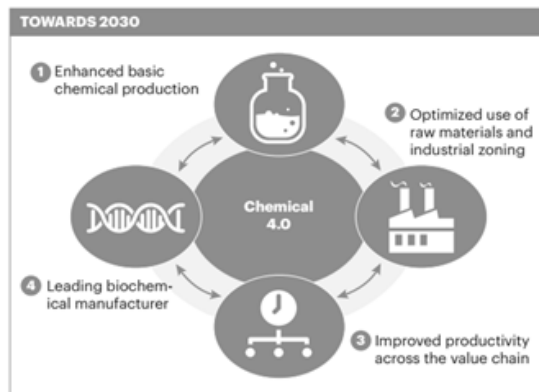 TOWARDS 2030
1 Enhanced basic
chemical production
2 Optimized use of
raw materials and
industrial zoning
Chemical
4.0
4 Leading biochem-
ical manufacturer
3 Improved productivity
across the value chain